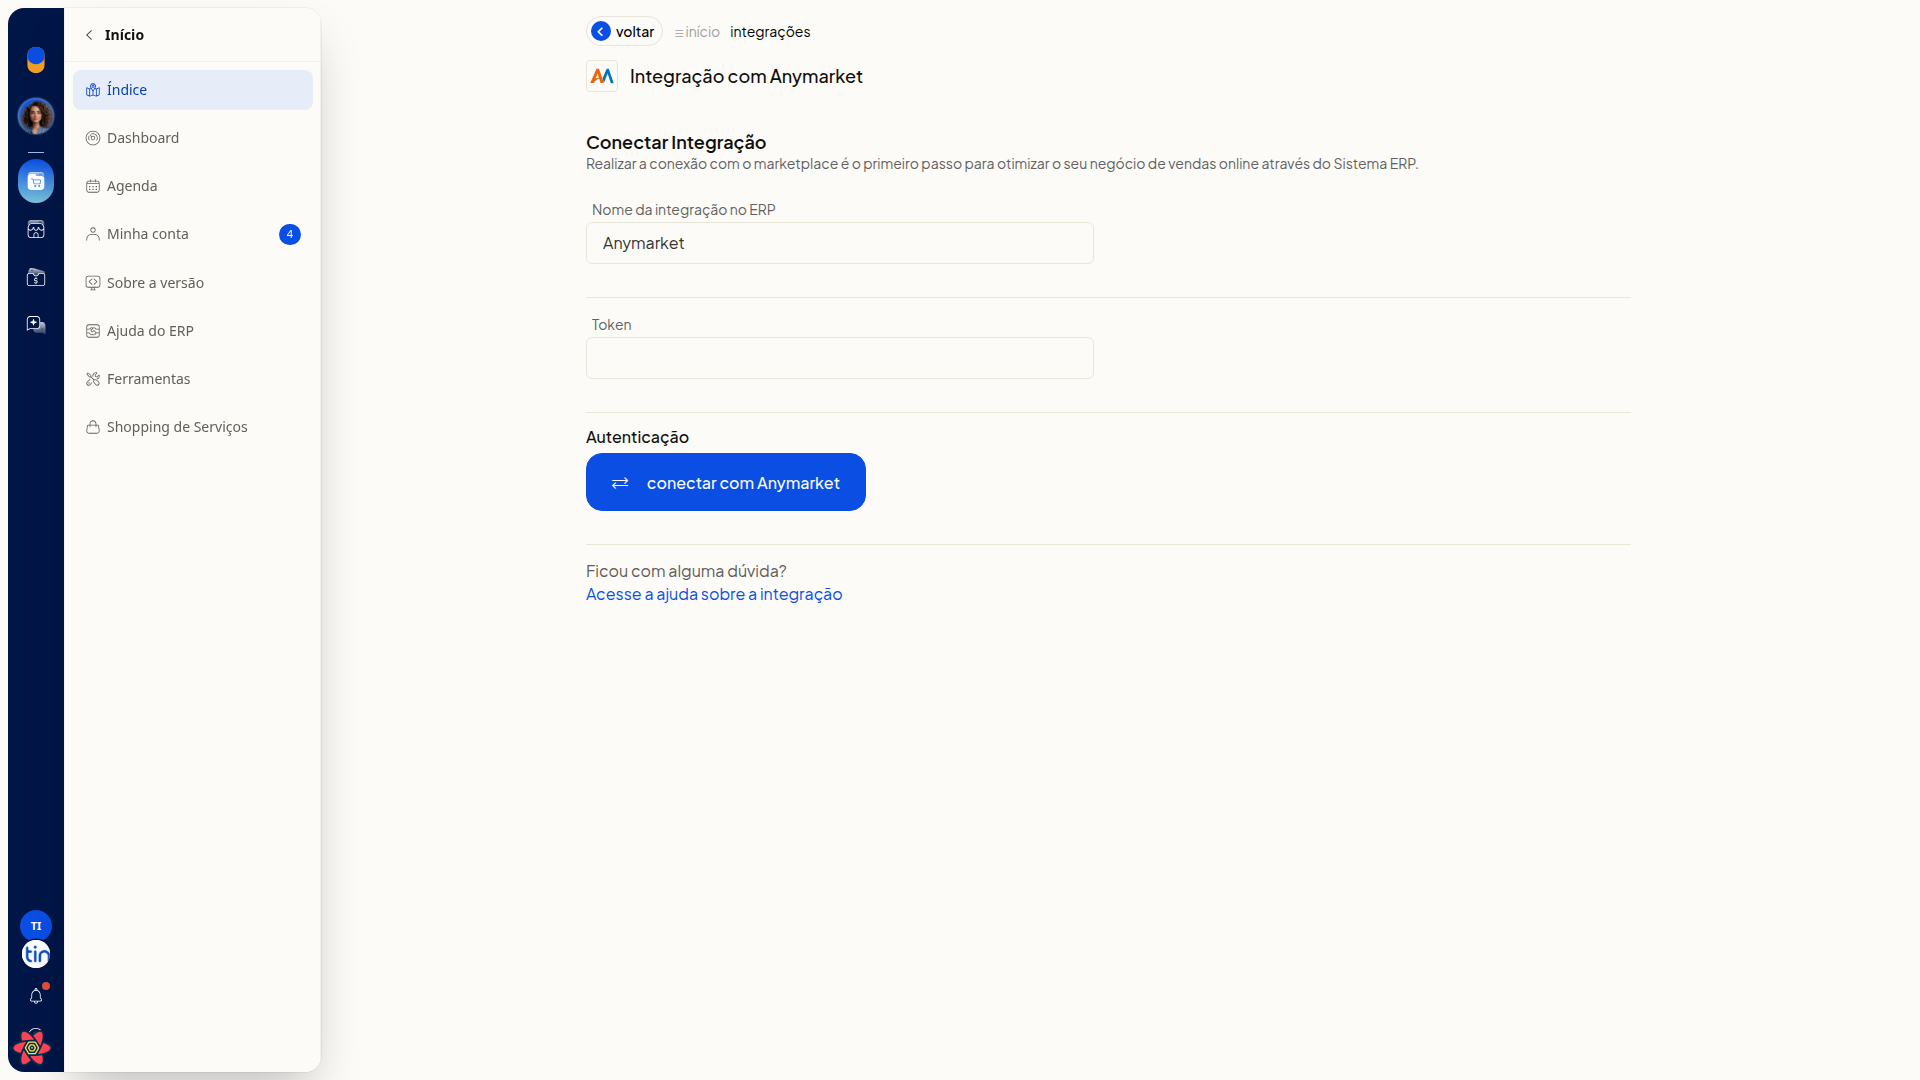 Início
Índice
Dashboard
Agenda
Minha conta
4
Sobre a versão
Ajuda do ERP
Ferramentas
Shopping de Serviços
TI
tin
voltar
início
integrações
Integração com Anymarket
Conectar Integração
Realizar a conexão com o marketplace é o primeiro passo para otimizar o seu negócio de vendas online através do Sistema ERP.
Nome da integração no ERP
Anymarket
Token
Autenticação
conectar com Anymarket
Ficou com alguma dúvida?
Acesse a ajuda sobre a integração